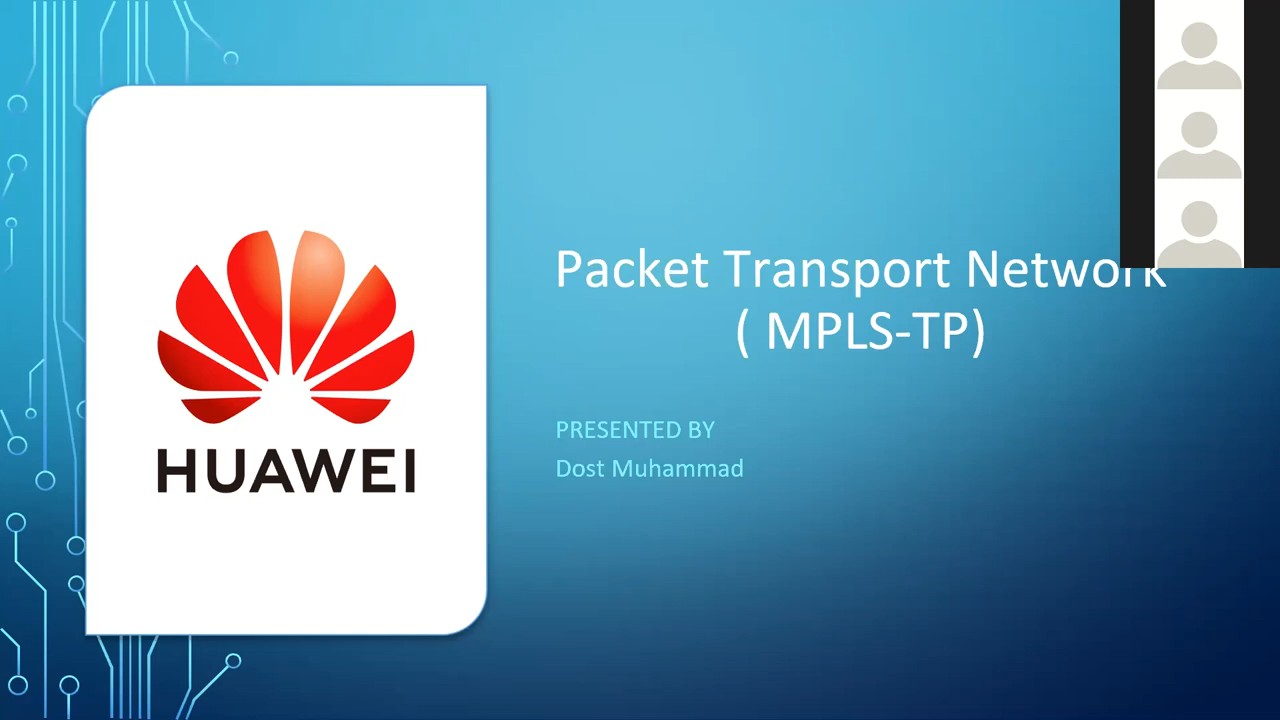 HUAWEI
Packet Transport Network
( MPLS-TP)
PRESENTED BY
Dost Muhammad